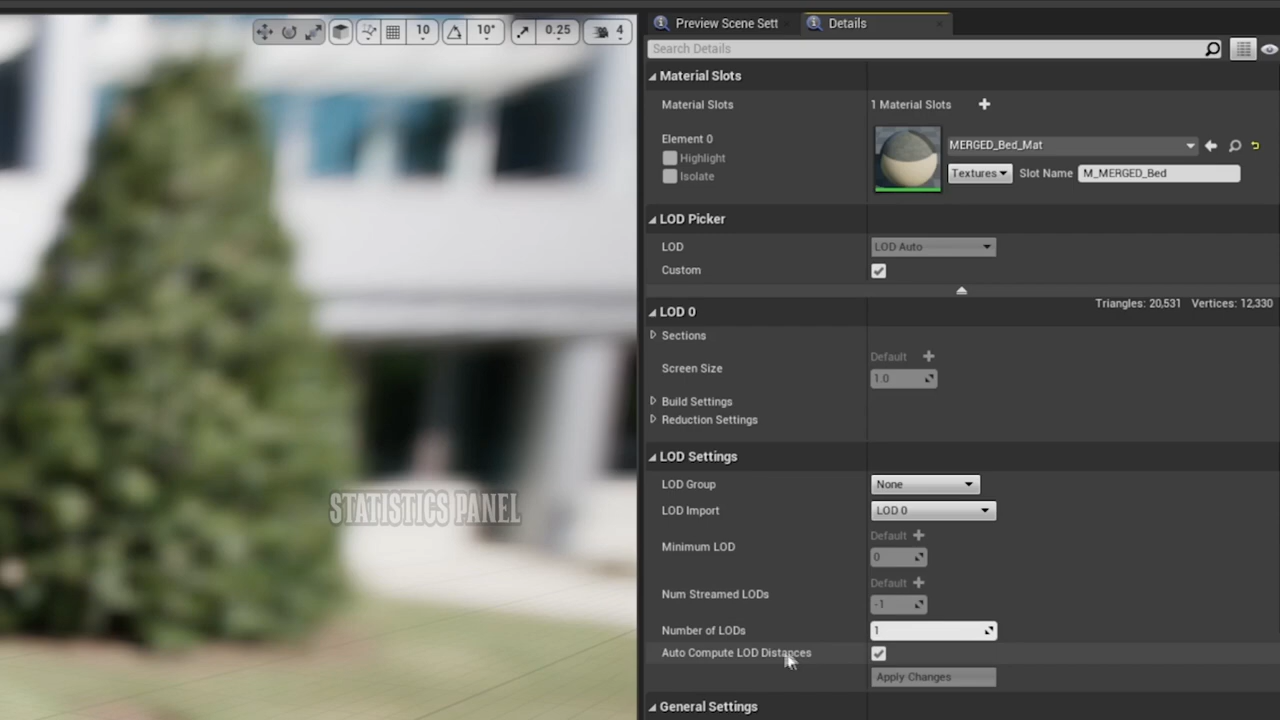 10
10°
0.25
4
Preview Scene Sett
Details
Search Details
Material Slots
Material Slots
1 Material Slots
Element 0
Highlight
Isolate
MERGED_Bed_Mat
Textures
Slot Name
M_MERGED_Bed
LOD Picker
LOD
LOD Auto
Custom
LOD 0
Triangles: 20,531 Vertices: 12,330
Sections
Screen Size
Default
1.0
Build Settings
Reduction Settings
LOD Settings
LOD Group
None
LOD Import
LOD 0
Minimum LOD
Default
0
Num Streamed LODs
Default
-1
Number of LODs
1
Auto Compute LOD Distances
Apply Changes
General Settings
STATISTICS PANEL